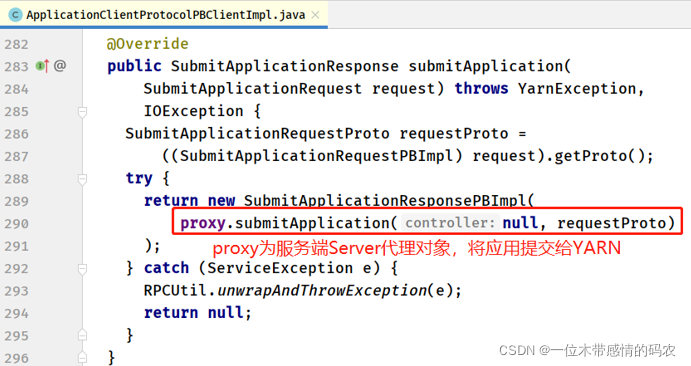 ApplicationClientProtocolPBClientImpl.java
282 @Override
283 public SubmitApplicationResponse submitApplication(
284 SubmitApplicationRequest request) throws YarnException,
285 IOException {
286 SubmitApplicationRequestProto requestProto =
287 ((SubmitApplicationRequestPBImpl) request).getProto();
288 try {
289 return new SubmitApplicationResponsePBImpl(
290 proxy.submitApplication( controller: null, requestProto)
291 );
proxy为服务端Server代理对象，将应用提交给YARN
292 } catch (ServiceException e) {
293 RPCUtil.unwrapAndThrowException(e);
294 return null;
295 }
296 }
CSDN @一位木带感情的码农